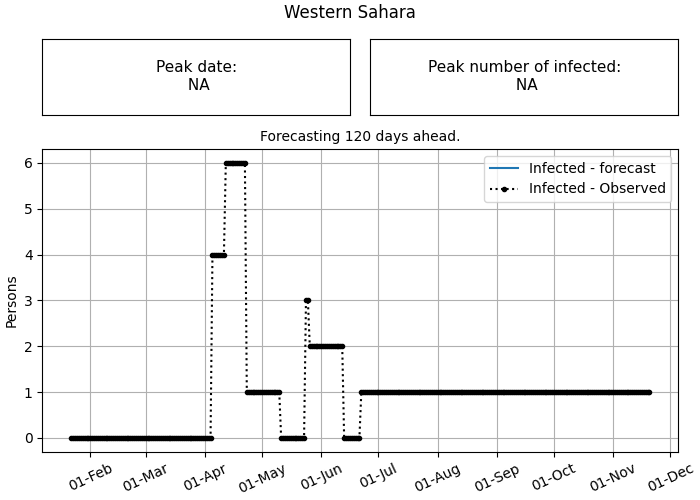 Western Sahara
Peak date:
NA
Peak number of infected:
NA
Forecasting 120 days ahead.
Infected - forecast
Infected - Observed
Persons
6
5
4
3
2
1
0
01-Feb
01-Mar
01-Apr
01-May
01-Jun
01-Jul
01-Aug
01-Sep
01-Oct
01-Nov
01-Dec